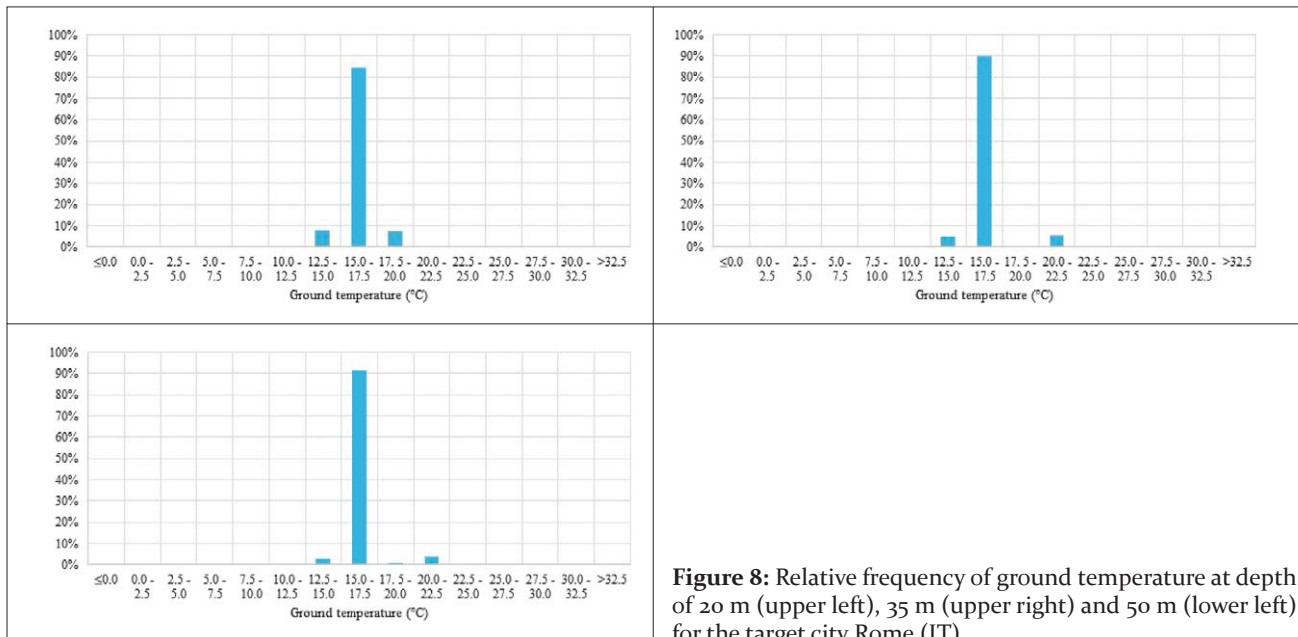 100%
90%
80%
70%
60%
50%
40%
30%
20%
10%
0%
≤0.0 0.0 - 2.5 - 5.0 - 7.5 - 10.0 - 12.5 - 15.0 - 17.5 - 20.0 - 22.5 - 25.0 - 27.5 - 30.0 - >32.5
2.5 5.0 7.5 10.0 12.5 15.0 17.5 20.0 22.5 25.0 27.5 30.0 32.5
Ground temperature (°C)
100%
90%
80%
70%
60%
50%
40%
30%
20%
10%
0%
≤0.0 0.0 - 2.5 - 5.0 - 7.5 - 10.0 - 12.5 - 15.0 - 17.5 - 20.0 - 22.5 - 25.0 - 27.5 - 30.0 - >32.5
2.5 5.0 7.5 10.0 12.5 15.0 17.5 20.0 22.5 25.0 27.5 30.0 32.5
Ground temperature (°C)
100%
90%
80%
70%
60%
50%
40%
30%
20%
10%
0%
≤0.0 0.0 - 2.5 - 5.0 - 7.5 - 10.0 - 12.5 - 15.0 - 17.5 - 20.0 - 22.5 - 25.0 - 27.5 - 30.0 - >32.5
2.5 5.0 7.5 10.0 12.5 15.0 17.5 20.0 22.5 25.0 27.5 30.0 32.5
Ground temperature (°C)
Figure 8: Relative frequency of ground temperature at depth
of 20 m (upper left), 35 m (upper right) and 50 m (lower left)
for the target city Rome (IT)